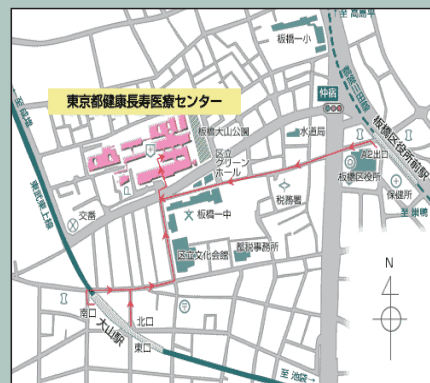 至 高島平
板橋一小
都営三田線
仲宿
板橋区役所前駅
東京都健康長寿医療センター
至 成増
東武東上線
板橋大山公園
区立
グリーン
ホール
水道局
A2出口
板橋区役所
保健所
至 巣鴨
税務署
交番
板橋一中
区立文化会館
都税事務所
N
南口
大山駅
北口
東口
至 池袋